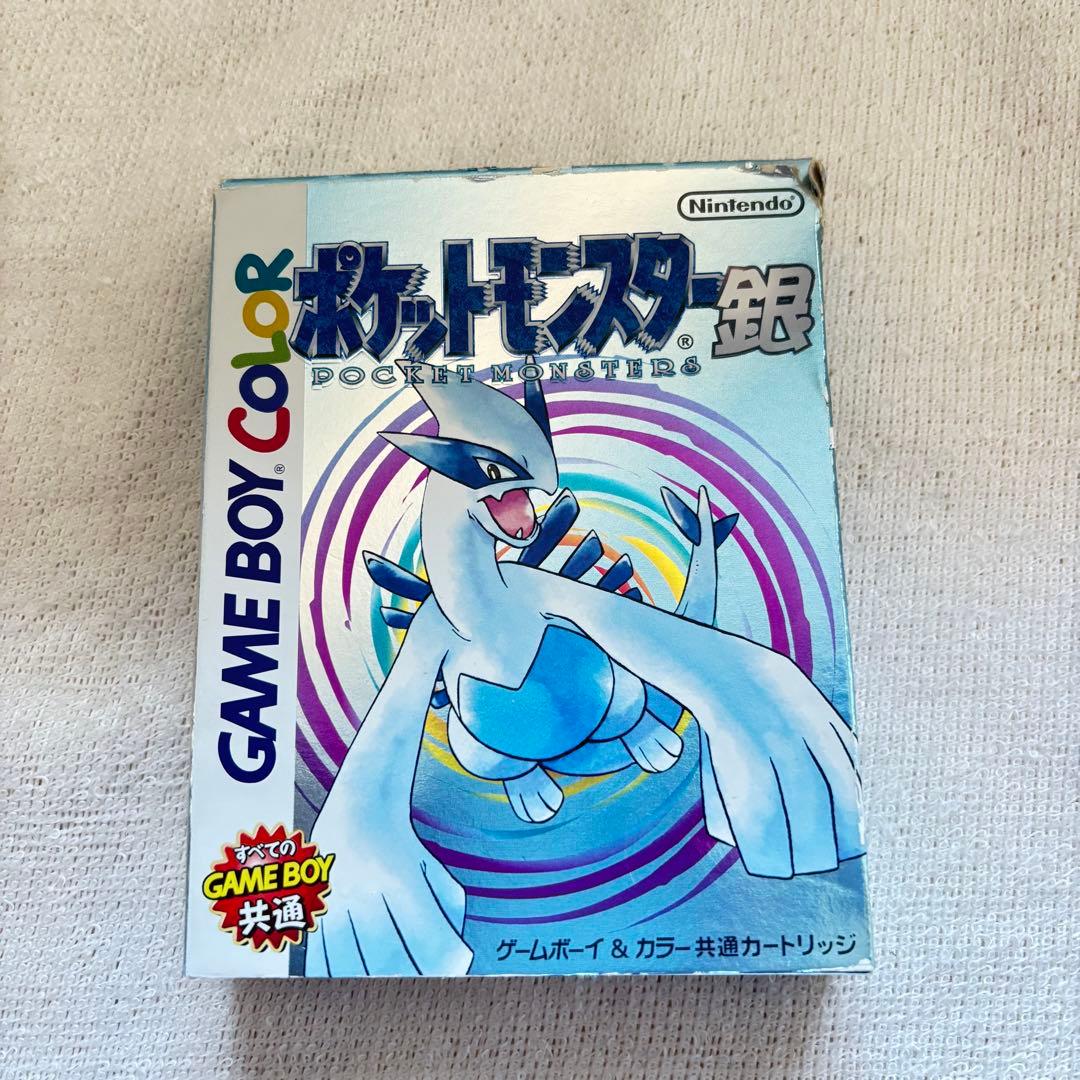 Nintendo®
ポケットモンスター®銀
POCKET MONSTERS
GAME BOY® COLOR
すべての
GAME BOY
共通
ゲームボーイ & カラー共通カートリッジ